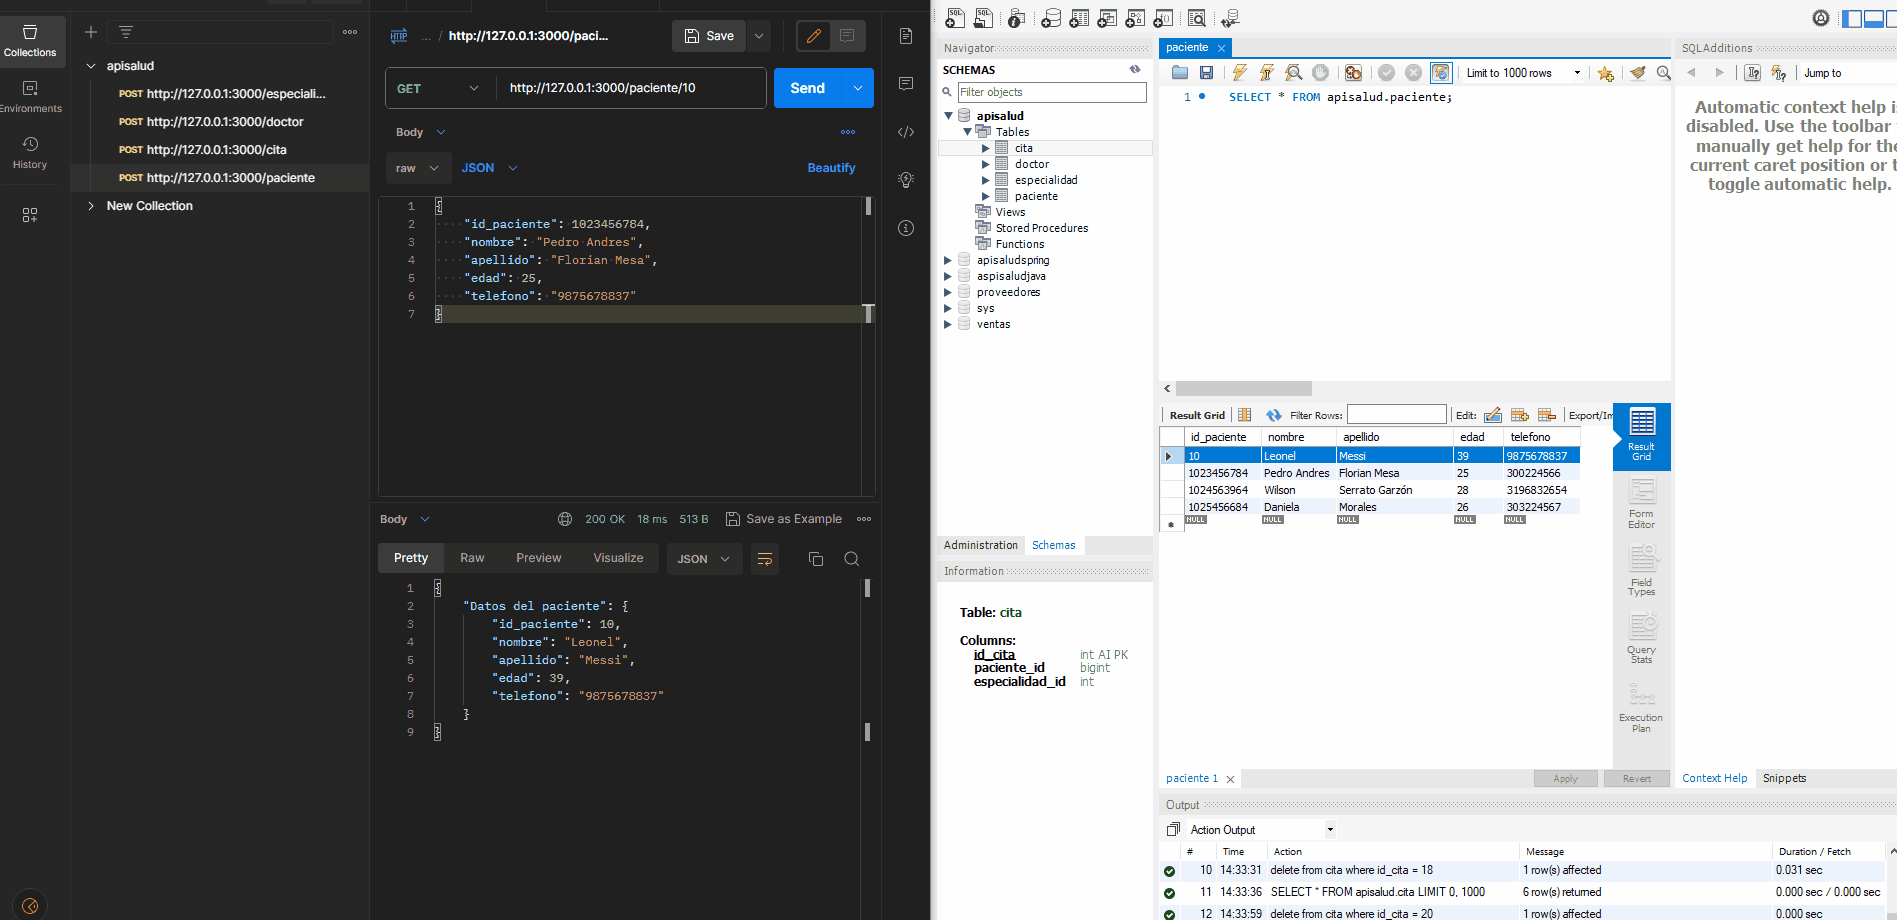 Collections
Environments
History
apisalud
POST http://127.0.0.1:3000/especiali...
POST http://127.0.0.1:3000/doctor
POST http://127.0.0.1:3000/cita
POST http://127.0.0.1:3000/paciente
New Collection
HTTP ... / http://127.0.0.1:3000/paci... Save
GET http://127.0.0.1:3000/paciente/10 Send
Body
raw JSON Beautify
1 {
2 "id_paciente": 1023456784,
3 "nombre": "Pedro Andres",
4 "apellido": "Florian Mesa",
5 "edad": 25,
6 "telefono": "9875678837"
7 }
Body 200 OK 18 ms 513 B Save as Example
Pretty Raw Preview Visualize JSON
1 {
2 "Datos del paciente": {
3 "id_paciente": 10,
4 "nombre": "Leonel",
5 "apellido": "Messi",
6 "edad": 39,
7 "telefono": "9875678837"
8 }
9 }
Navigator
SCHEMAS
Filter objects
apisalud
Tables
cita
doctor
especialidad
paciente
Views
Stored Procedures
Functions
apisaludspring
aspisaludjava
proveedores
sys
ventas
Administration Schemas
Information
Table: cita
Columns:
id_cita int AI PK
paciente_id bigint
especialidad_id int
paciente
Limit to 1000 rows
1 SELECT * FROM apisalud.paciente;
Result Grid Filter Rows: Edit: Export/Im
id_paciente nombre apellido edad telefono
10 Leonel Messi 39 9875678837
1023456784 Pedro Andres Florian Mesa 25 300224566
1024563964 Wilson Serrato Garzón 28 3196832654
1025456684 Daniela Morales 26 303224567
NULL NULL NULL NULL NULL
Result
Grid
Form
Editor
Field
Types
Query
Stats
Execution
Plan
paciente 1 Apply Revert
SQLAdditions
Jump to
Automatic context help is
disabled. Use the toolbar
manually get help for the
current caret position or t
toggle automatic help.
Context Help Snippets
Output
Action Output
# Time Action Message Duration / Fetch
10 14:33:31 delete from cita where id_cita = 18 1 row(s) affected 0.031 sec
11 14:33:36 SELECT * FROM apisalud.cita LIMIT 0, 1000 6 row(s) returned 0.000 sec / 0.000 sec
12 14:33:59 delete from cita where id_cita = 20 1 row(s) affected 0.000 sec